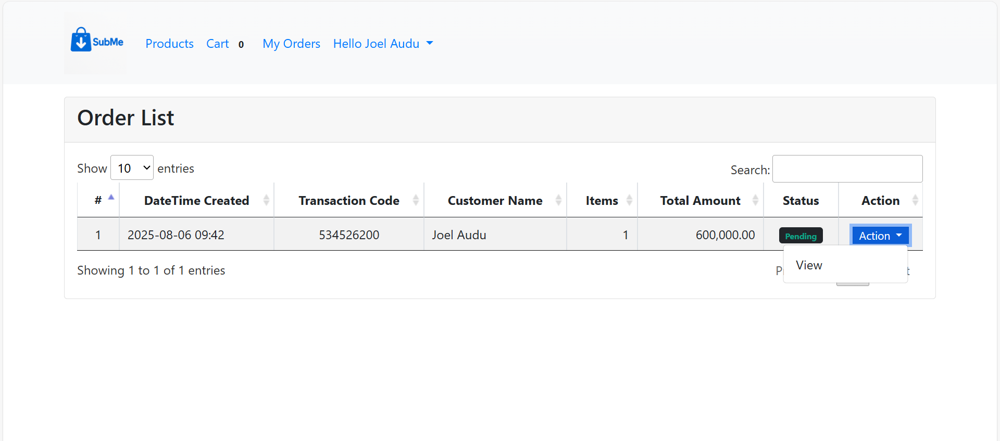 SubMe
Products Cart 0 My Orders Hello Joel Audu
Order List
Show 10 entries
Search:
# DateTime Created Transaction Code Customer Name Items Total Amount Status Action
1 2025-08-06 09:42 534526200 Joel Audu 1 600,000.00 Pending Action
View
Showing 1 to 1 of 1 entries